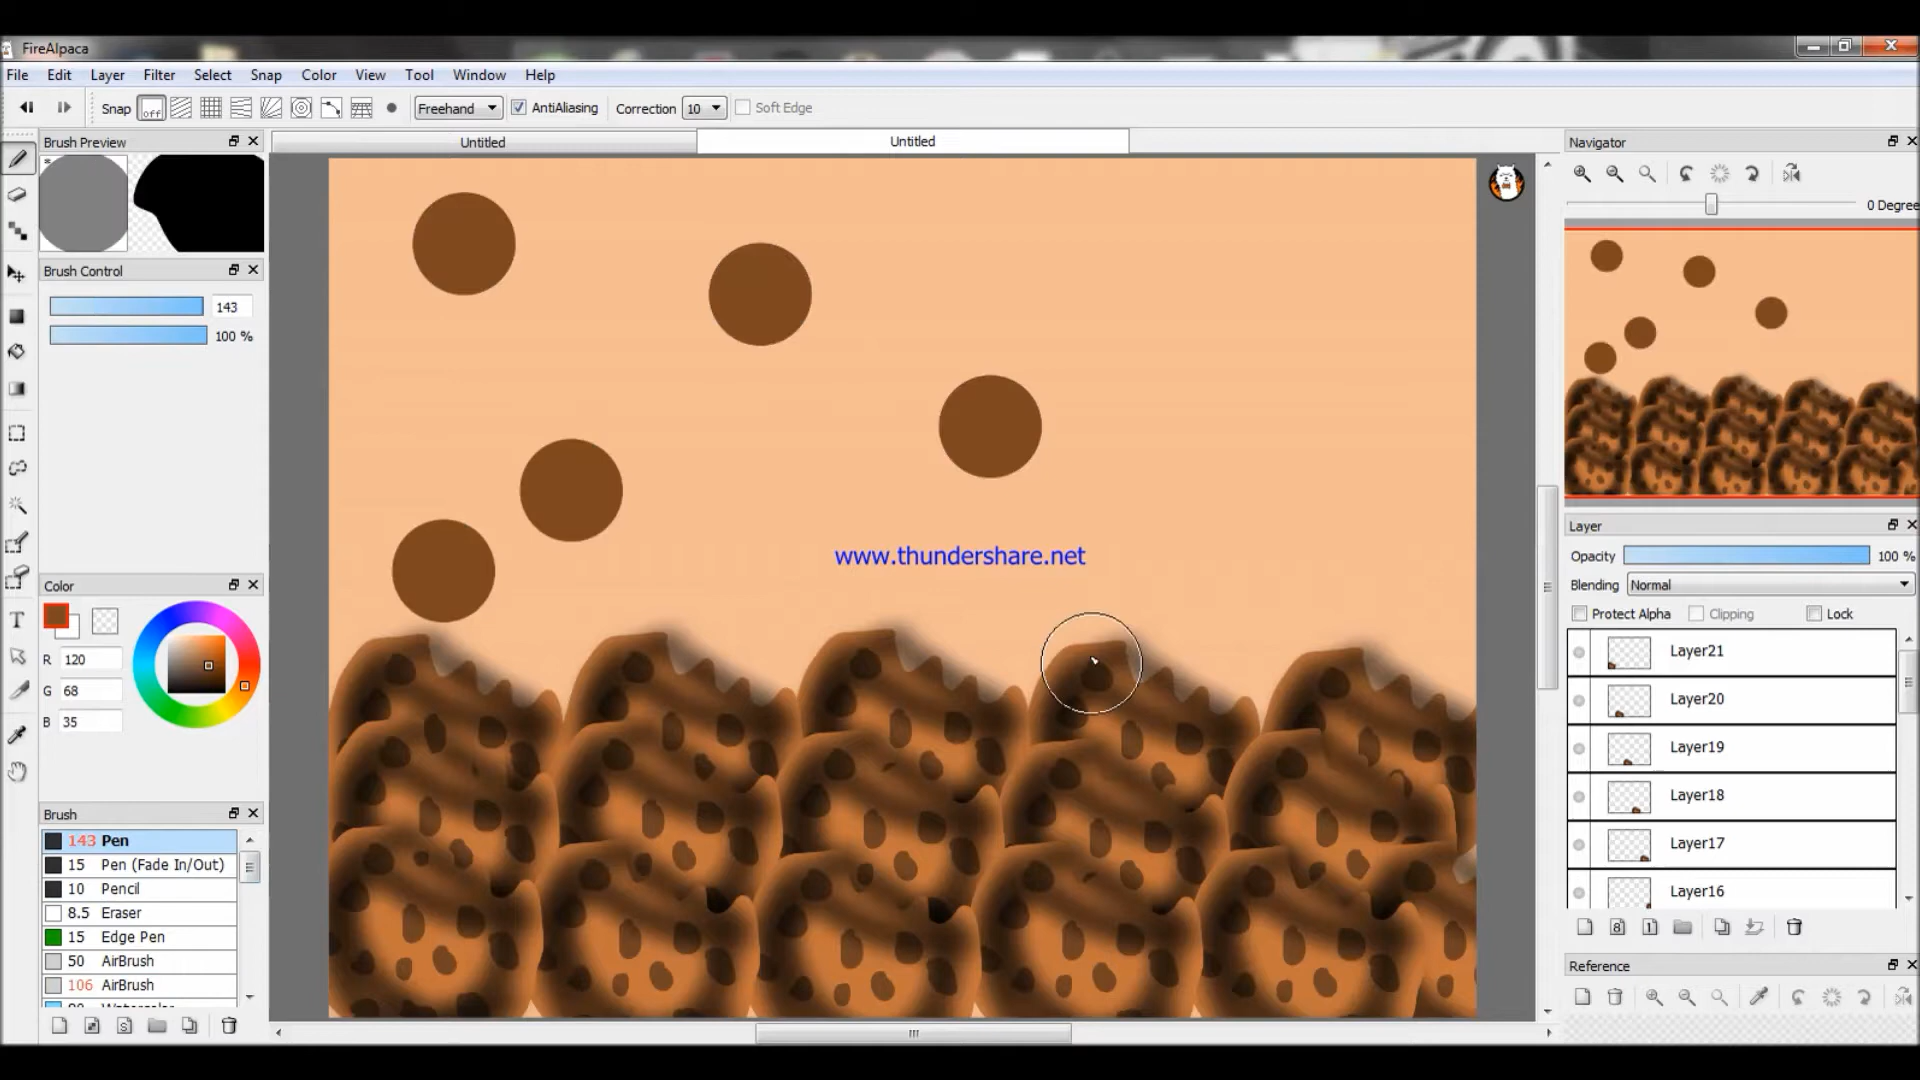 FireAlpaca
File Edit Layer Filter Select Snap Color View Tool Window Help
Snap off Freehand AntiAliasing Correction 10 Soft Edge
Brush Preview
Untitled
Untitled
Navigator
0 Degree
Brush Control
143
100 %
Color
R 120
G 68
B 35
www.thundershare.net
Layer
Opacity 100 %
Blending Normal
Protect Alpha Clipping Lock
Layer21
Layer20
Layer19
Layer18
Layer17
Layer16
8 1
Reference
Brush
143 Pen
15 Pen (Fade In/Out)
10 Pencil
8.5 Eraser
15 Edge Pen
50 AirBrush
106 AirBrush